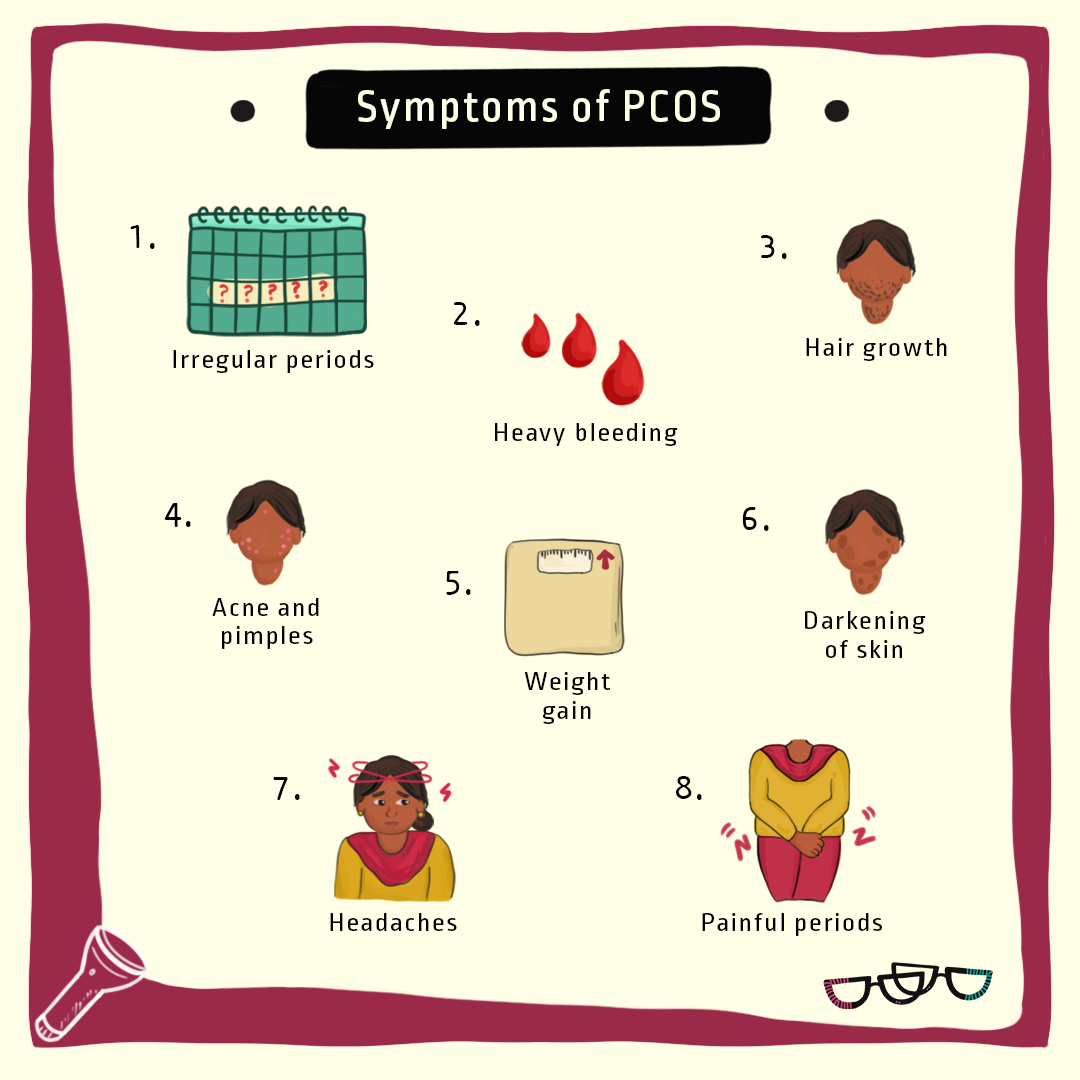 Symptoms of PCOS
1.
? ? ? ? ?
Irregular periods
2.
Heavy bleeding
3.
Hair growth
4.
Acne and
pimples
5.
Weight
gain
6.
Darkening
of skin
7.
Headaches
8.
Painful periods